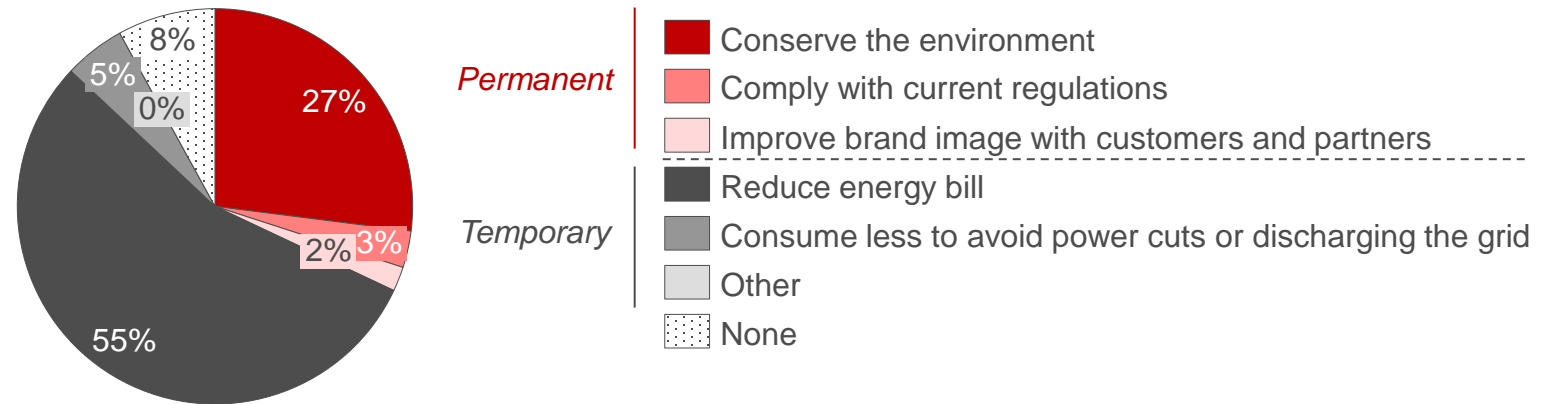 8%
5%
0%
27%
2%
3%
55%
Permanent
Temporary
Conserve the environment
Comply with current regulations
Improve brand image with customers and partners
Reduce energy bill
Consume less to avoid power cuts or discharging the grid
Other
None